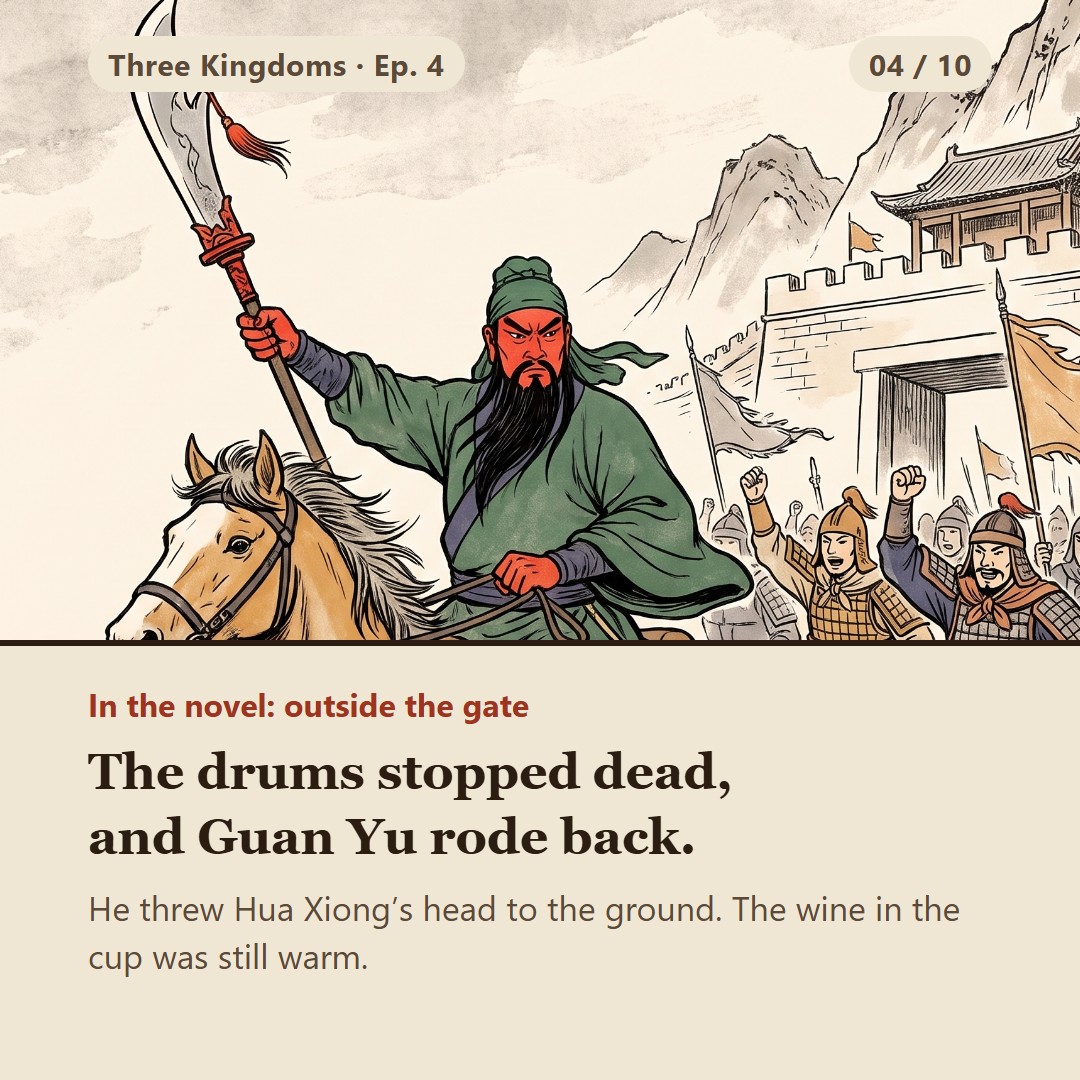 Three Kingdoms · Ep. 4
04 / 10
In the novel: outside the gate
The drums stopped dead,
and Guan Yu rode back.
He threw Hua Xiong’s head to the ground. The wine in the
cup was still warm.